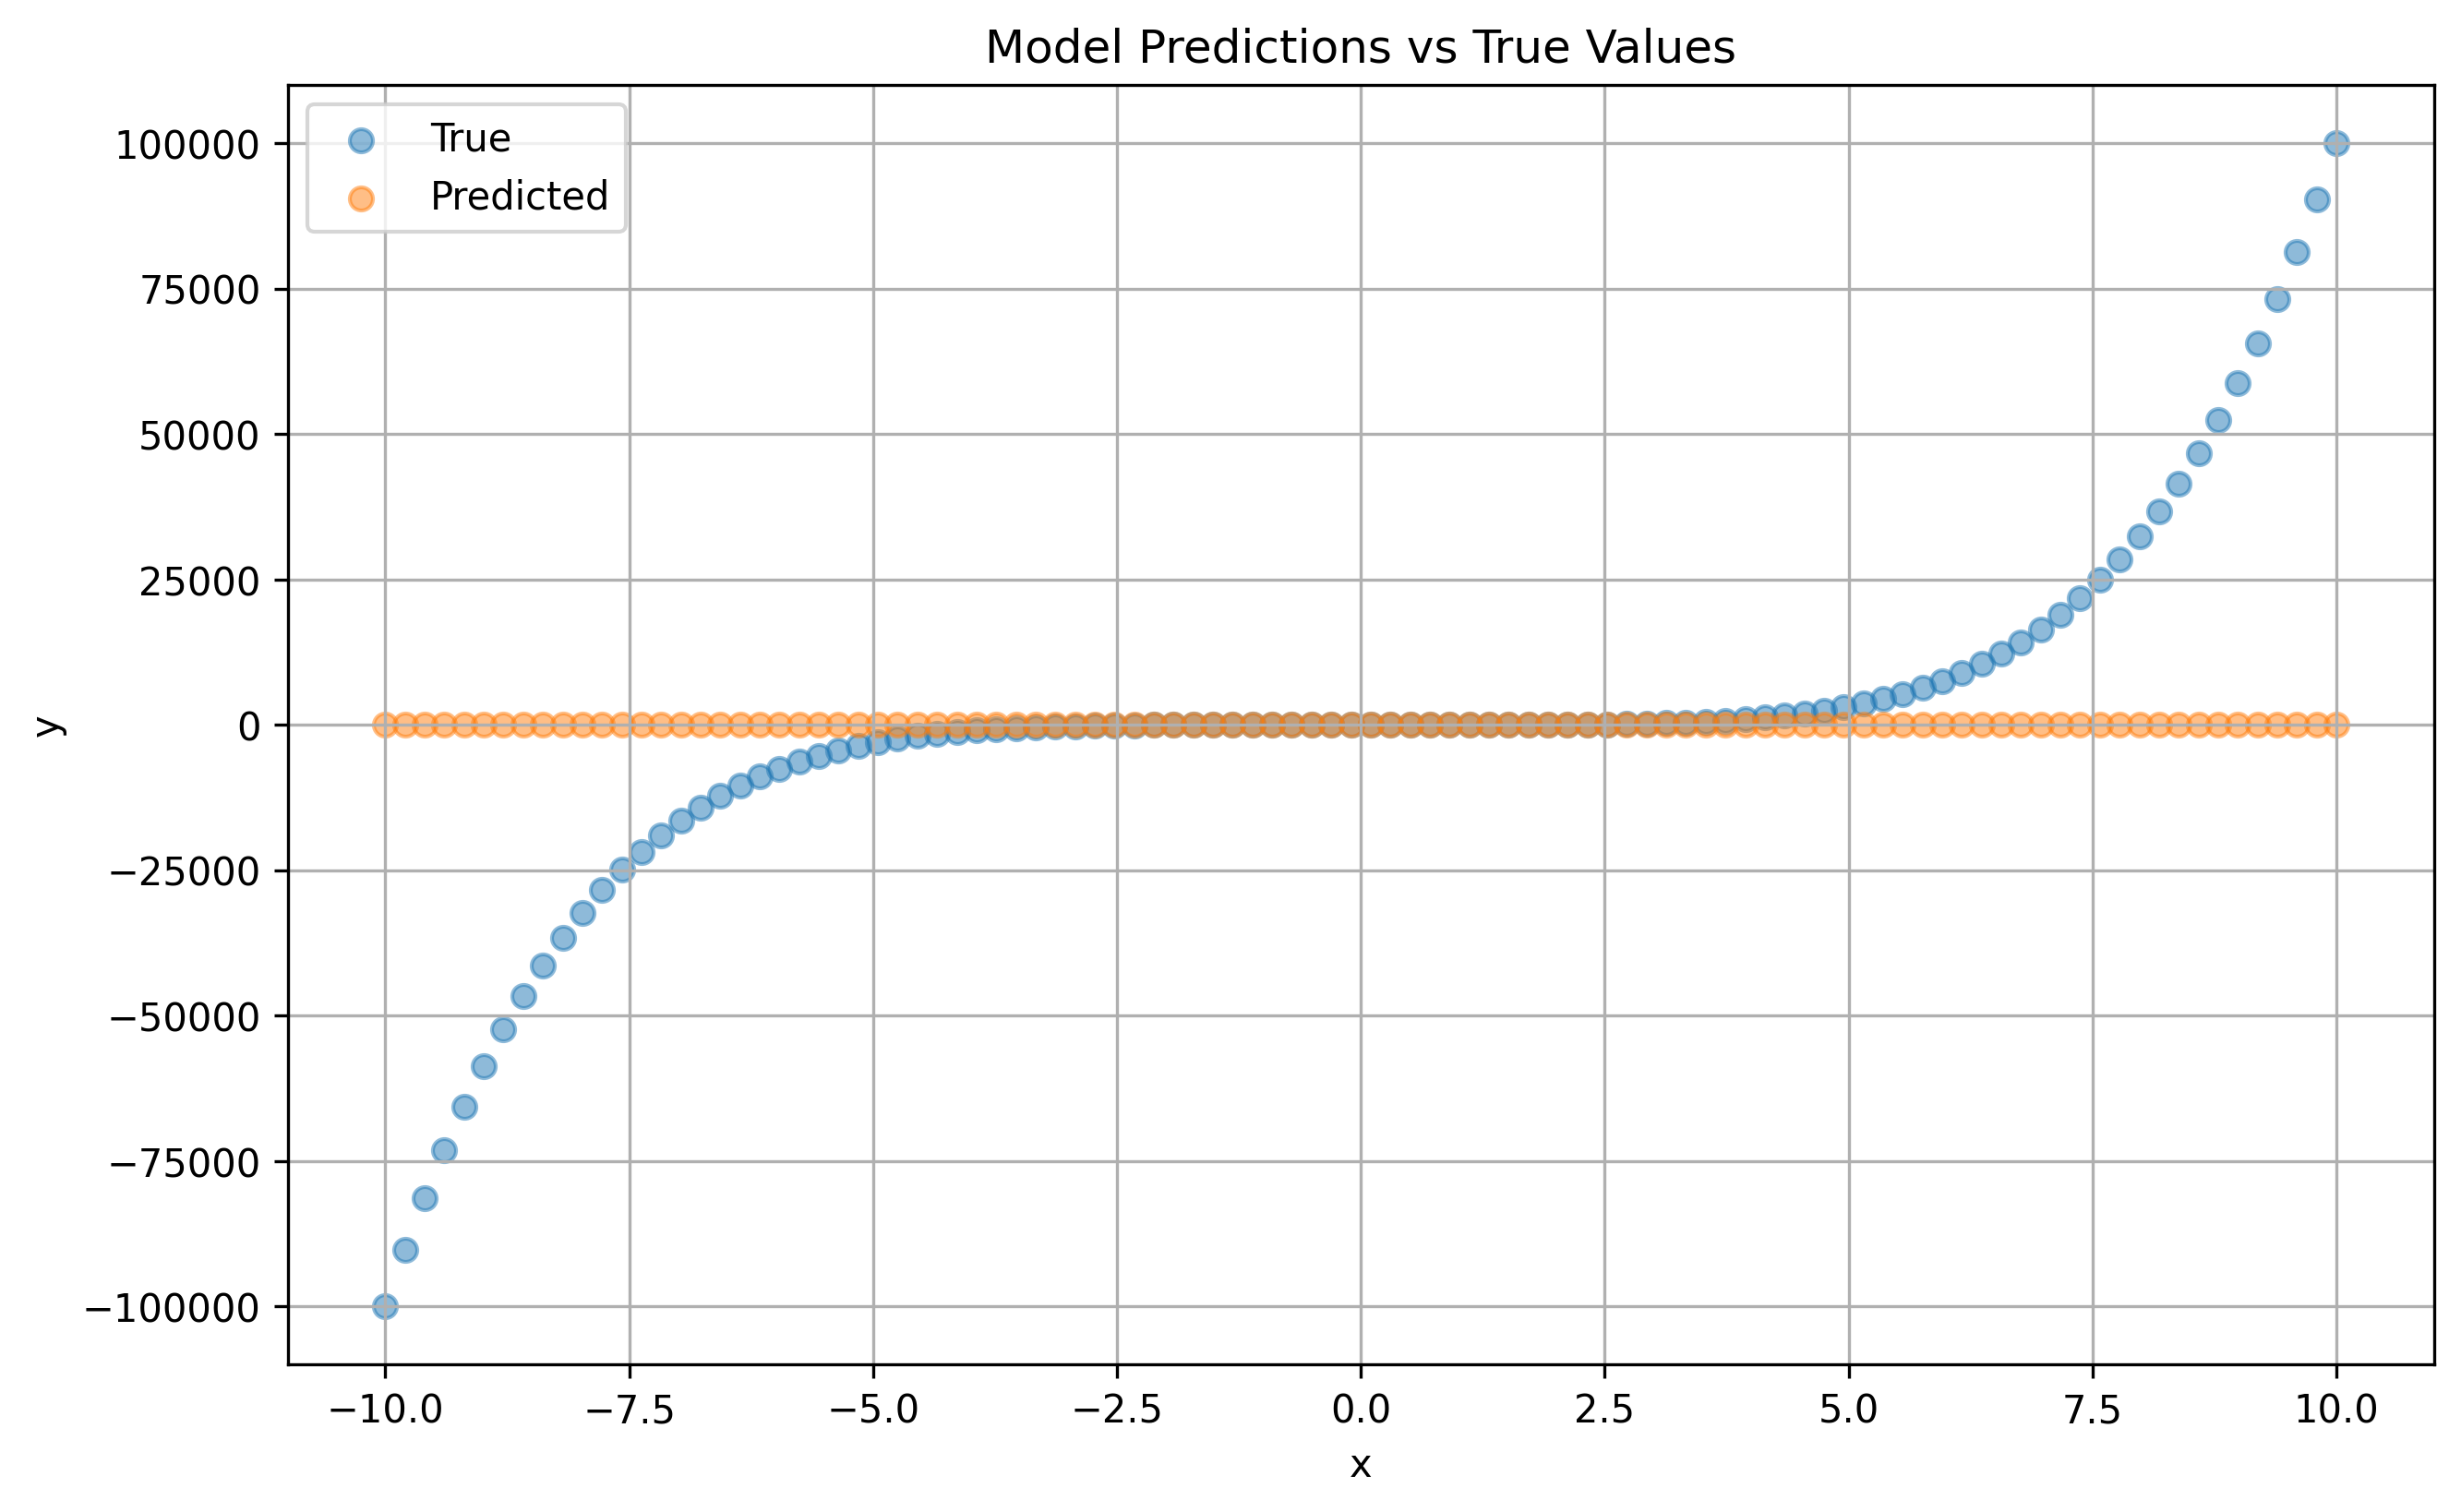 Model Predictions vs True Values
True
Predicted
100000
75000
50000
25000
0
−25000
−50000
−75000
−100000
y
−10.0 −7.5 −5.0 −2.5 0.0 2.5 5.0 7.5 10.0
x